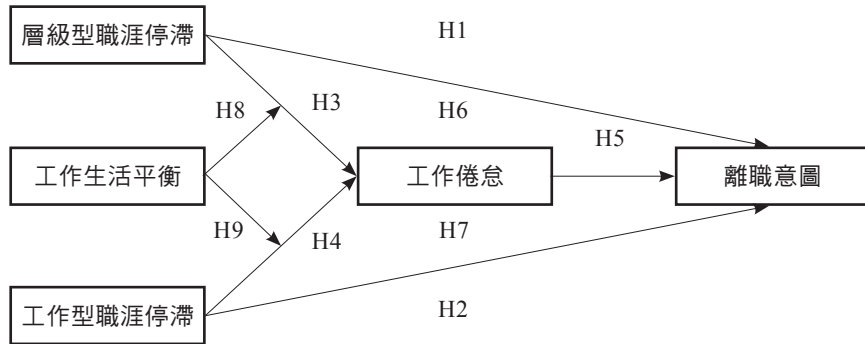 層級型職涯停滯
H1
H8
H3
H6
H5
工作生活平衡
工作倦怠
離職意圖
H9
H4
H7
工作型職涯停滯
H2